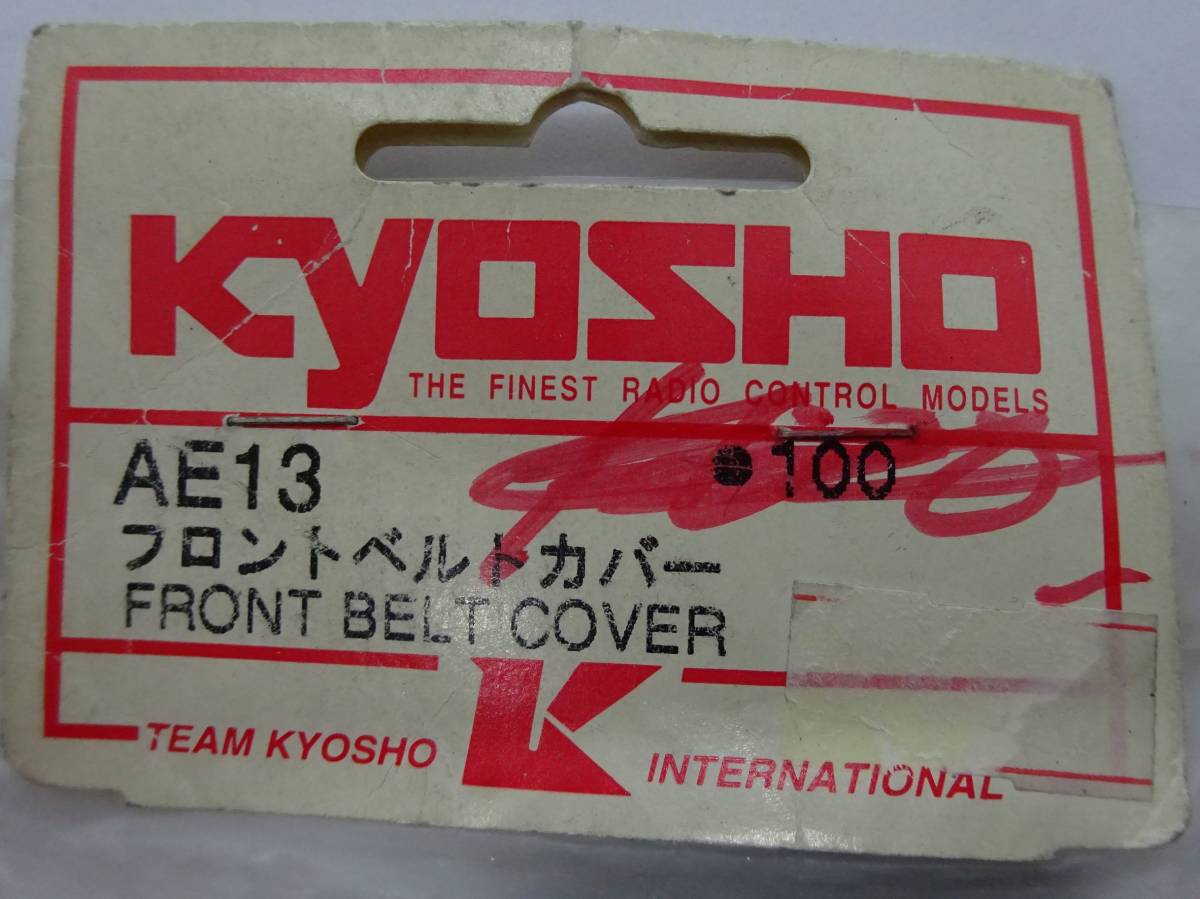 KYOSHO
THE FINEST RADIO CONTROL MODELS
AE13 ●100
フロントベルトカバー
FRONT BELT COVER
TEAM KYOSHO K INTERNATIONAL